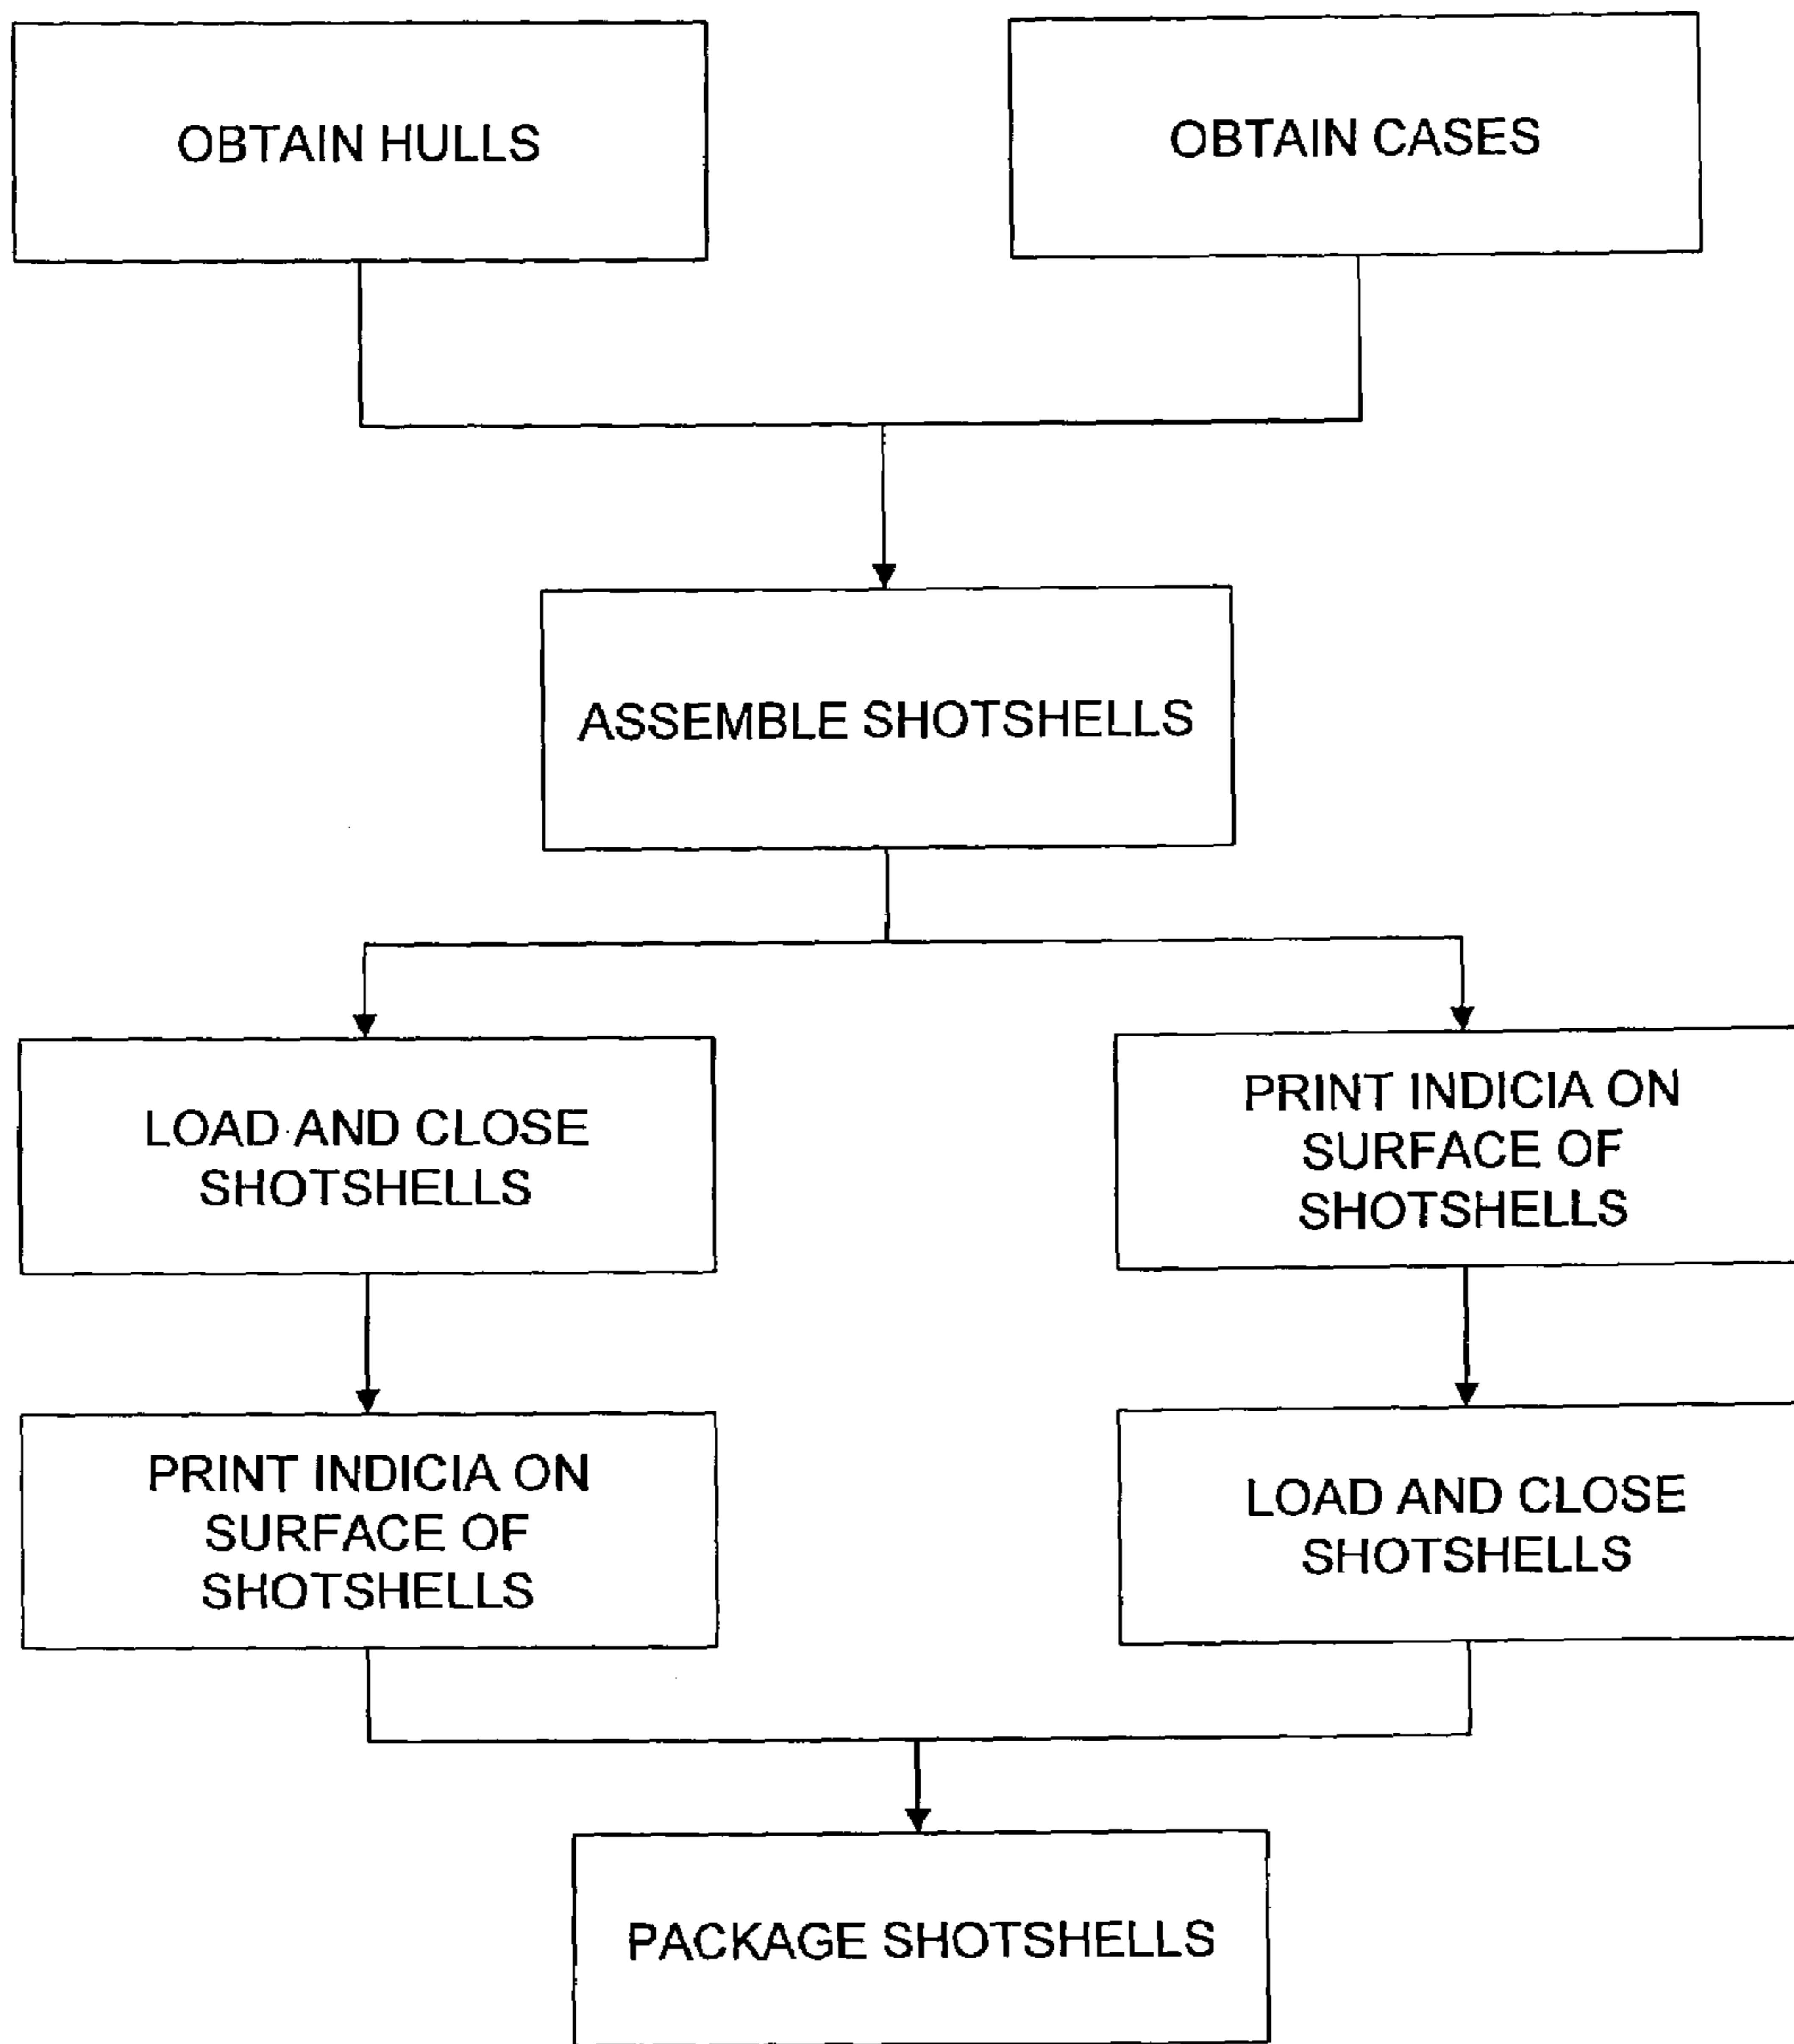 OBTAIN HULLS
OBTAIN CASES
ASSEMBLE SHOTSHELLS
LOAD AND CLOSE
SHOTSHELLS
PRINT INDICIA ON
SURFACE OF
SHOTSHELLS
PRINT INDICIA ON
SURFACE OF
SHOTSHELLS
LOAD AND CLOSE
SHOTSHELLS
PACKAGE SHOTSHELLS